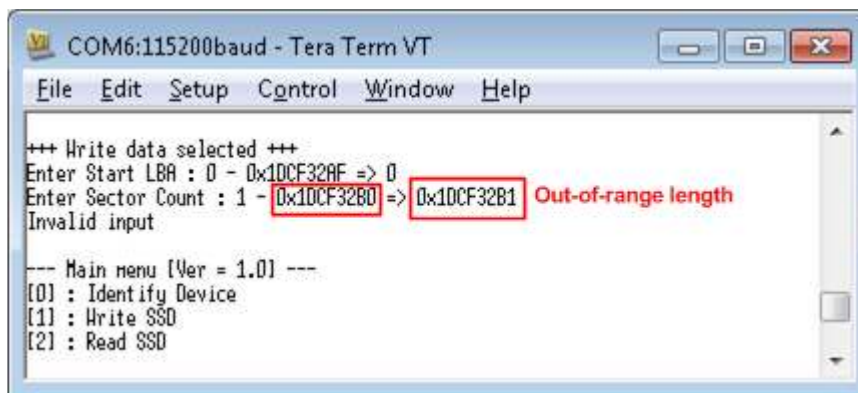 COM6:115200baud - Tera Term VT
File Edit Setup Control Window Help
+++ Write data selected +++
Enter Start LBA : 0 - 0x1DCF32AF => 0
Enter Sector Count : 1 - 0x1DCF32B0 => 0x1DCF32B1 Out-of-range length
Invalid input
--- Main menu [Ver = 1.0] ---
[0] : Identify Device
[1] : Write SSD
[2] : Read SSD